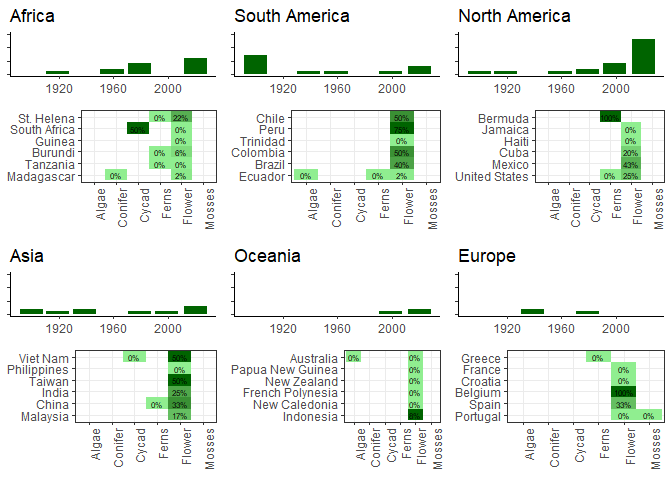 Africa
South America
North America
1920 1960 2000
1920 1960 2000
1920 1960 2000
St. Helena 0% 22%
South Africa 50% 0%
Guinea 0%
Burundi 0% 6%
Tanzania 0% 0%
Madagascar 0% 2%
Algae Conifer Cycad Ferns Flower Mosses
Chile 50%
Peru
Trinidad 0%
Colombia 50%
Brazil 40%
Ecuador 0% 0% 2%
Algae Conifer Cycad Ferns Flower Mosses
Bermuda 100%
Jamaica 0%
Haiti 0%
Cuba 20%
Mexico 43%
United States 0% 25%
Algae Conifer Cycad Ferns Flower Mosses
Asia
Oceania
Europe
1920 1960 2000
1920 1960 2000
1920 1960 2000
Viet Nam 0% 50%
Philippines 0%
Taiwan 50%
India 25%
China 0% 33%
Malaysia 17%
Algae Conifer Cycad Ferns Flower Mosses
Australia 0% 0%
Papua New Guinea 0%
New Zealand 0%
French Polynesia 0%
New Caledonia 0%
Indonesia
Algae Conifer Cycad Ferns Flower Mosses
Greece 0%
France 0%
Croatia 0%
Belgium 100%
Spain 33%
Portugal 0% 0%
Algae Conifer Cycad Ferns Flower Mosses